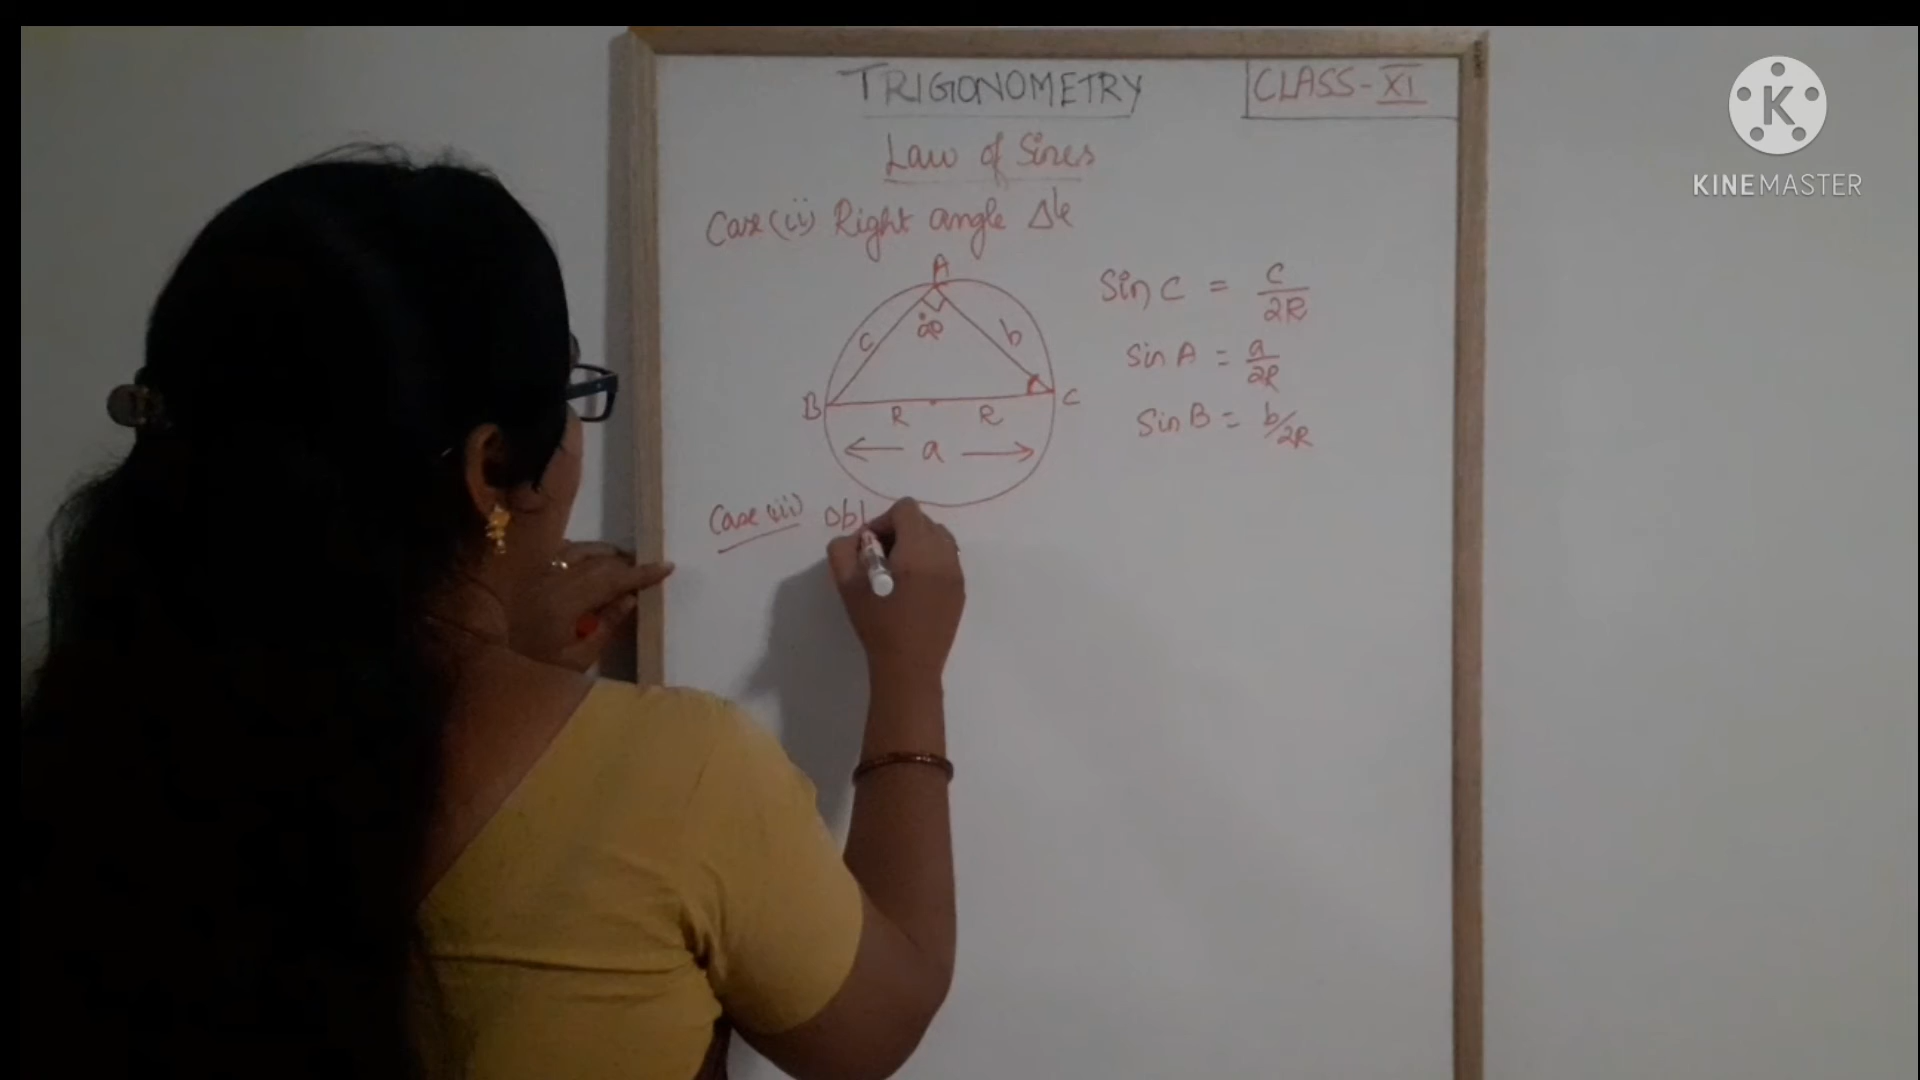 TRIGONOMETRY
CLASS-XI
Law of Sines
Case(ii) Right angle Δle
A
c
b
B
C
R
R
a
Sin C = c/2R
Sin A = a/2R
Sin B = b/2R
Case(iii) Obl
K
KINEMASTER